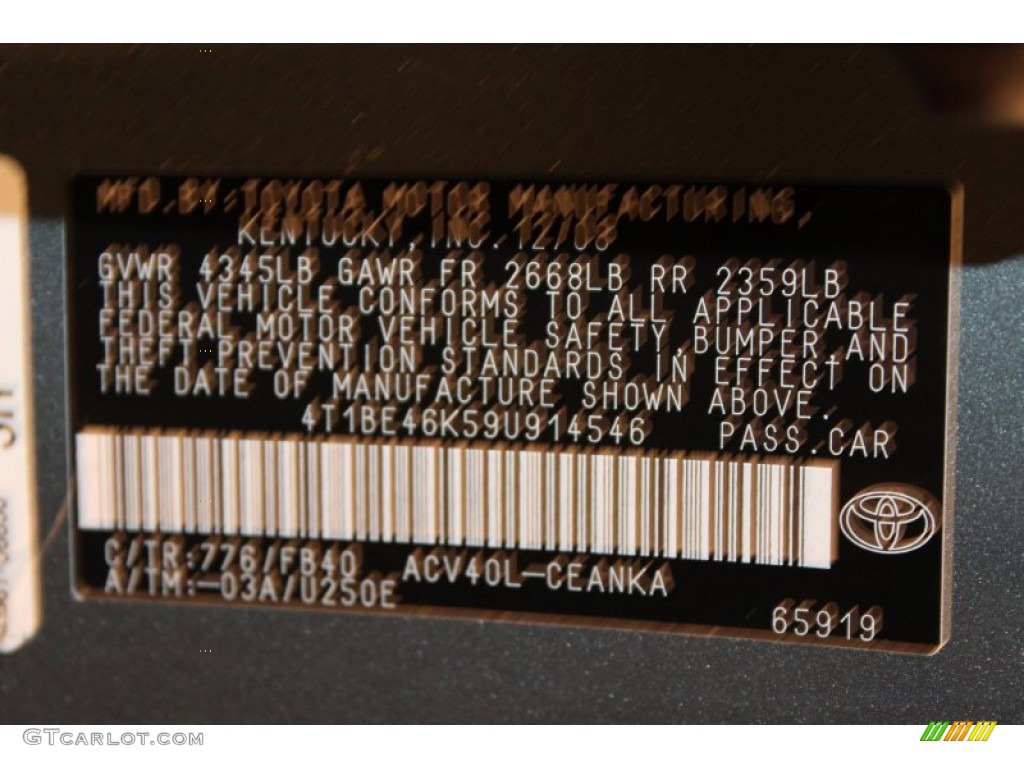 MFD.BY:TOYOTA MOTOR MANUFACTURING,
KENTUCKY,INC.12/08
GVWR 4345LB GAWR FR 2668LB RR 2359LB
THIS VEHICLE CONFORMS TO ALL APPLICABLE
FEDERAL MOTOR VEHICLE SAFETY,BUMPER,AND
THEFT PREVENTION STANDARDS IN EFFECT ON
THE DATE OF MANUFACTURE SHOWN ABOVE.
4T1BE46K59U914546 PASS.CAR
C/TR:776/FB40 ACV40L-CEANKA
A/TM:-03A/U250E
65919
GTCARLOT.COM